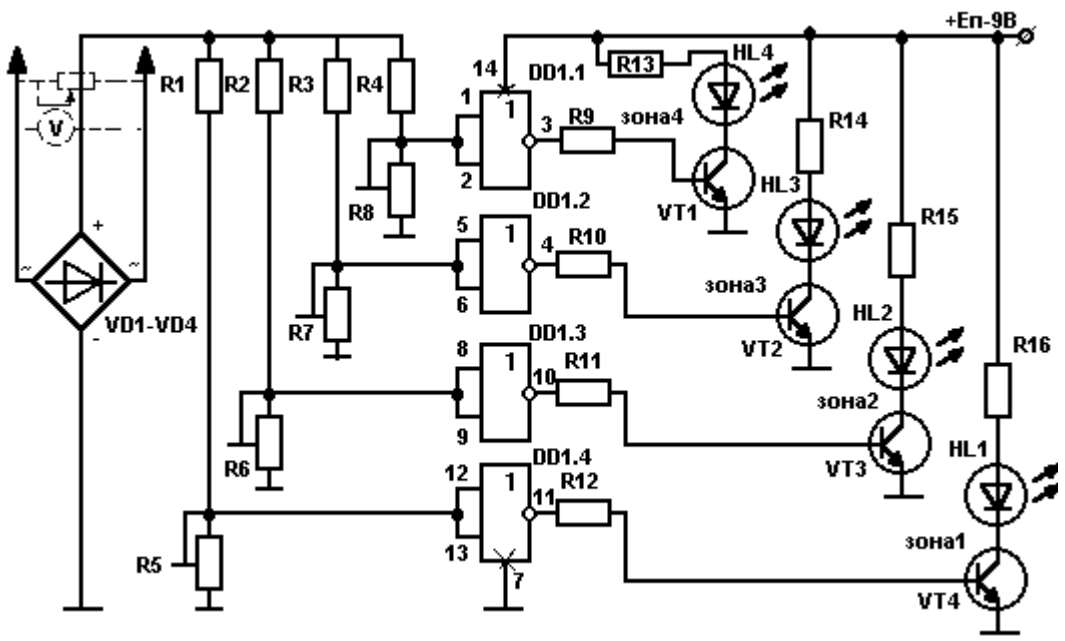 +Еп-9В
R1
R2
R3
R4
14
DD1.1
R13
HL4
1
1
2
3
R9
зона4
R14
V
R8
VT1
HL3
DD1.2
5
1
6
4
R10
R15
+
~
~
VD1-VD4
-
R7
зона3
VT2
HL2
DD1.3
8
1
9
10
R11
R16
R6
зона2
VT3
HL1
DD1.4
12
1
13
11
R12
R5
7
зона1
VT4